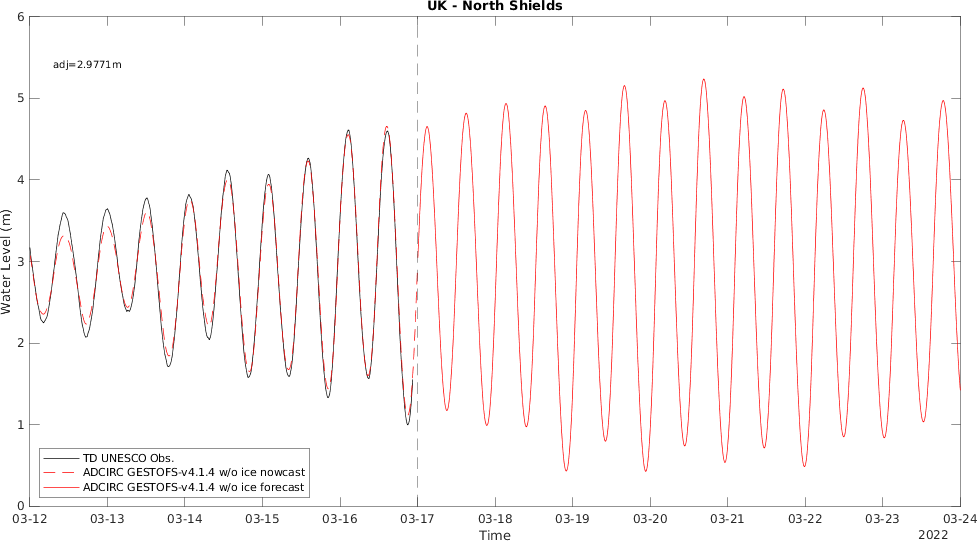 UK - North Shields
6
adj=2.9771m
5
4
3
Water Level (m)
2
1
TD UNESCO Obs.
ADCIRC GESTOFS-v4.1.4 w/o ice nowcast
ADCIRC GESTOFS-v4.1.4 w/o ice forecast
0
03-12 03-13 03-14 03-15 03-16 03-17 03-18 03-19 03-20 03-21 03-22 03-23 03-24
Time
2022